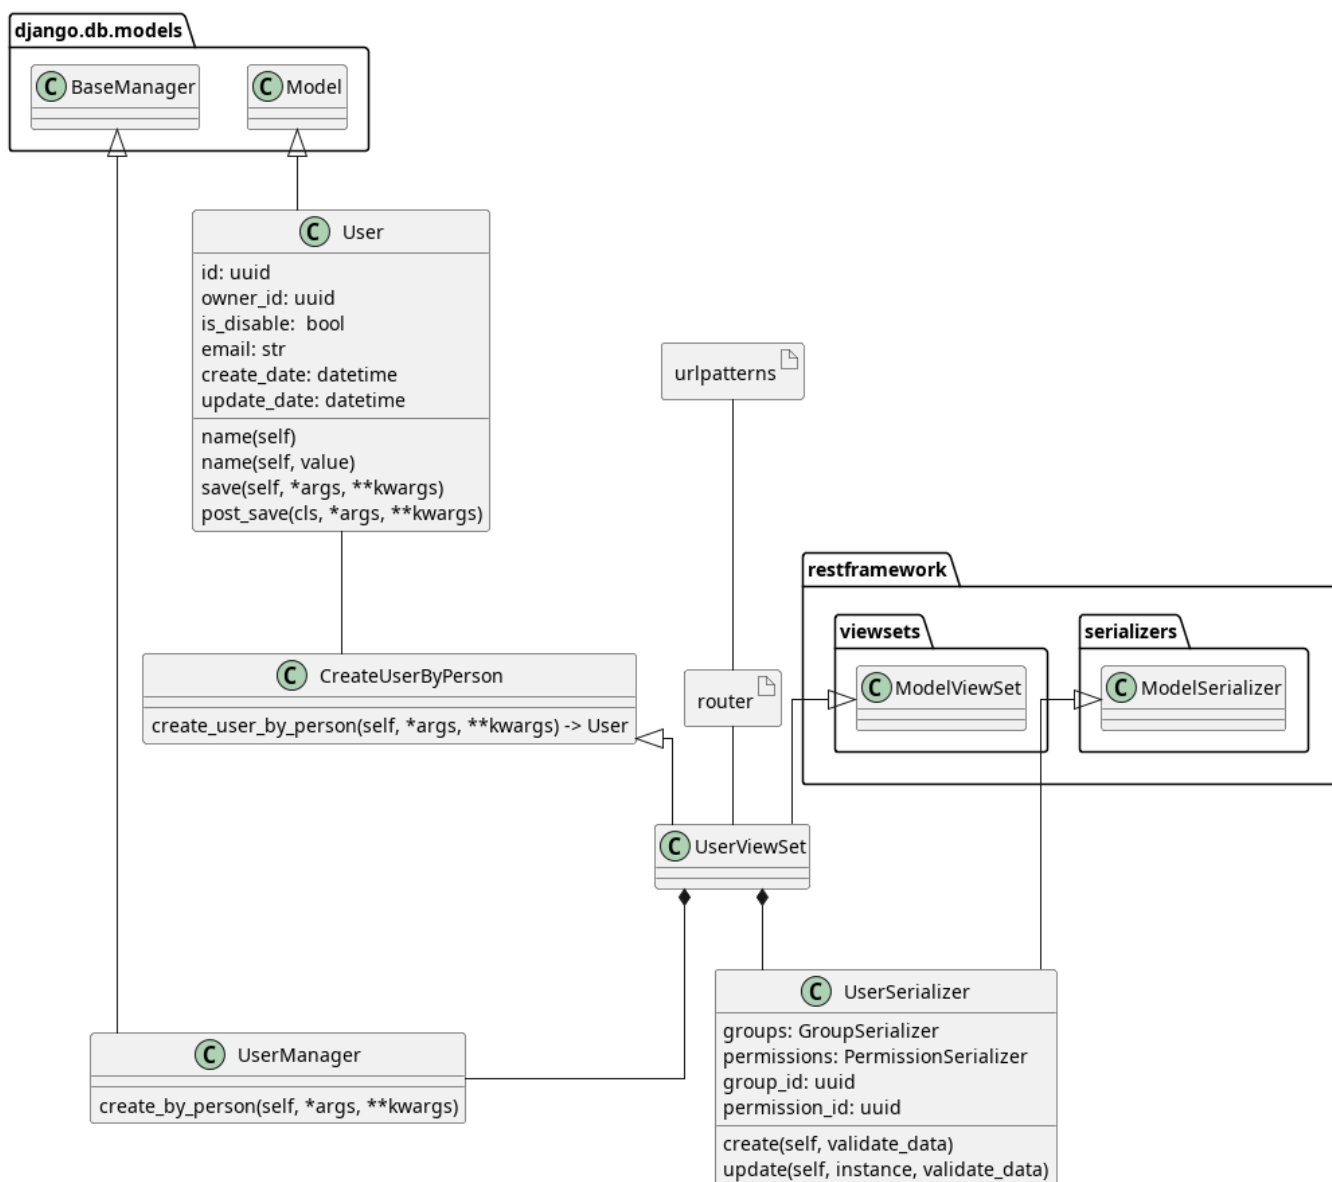 django.db.models
C BaseManager
C Model
C User
id: uuid
owner_id: uuid
is_disable:  bool
email: str
create_date: datetime
update_date: datetime
name(self)
name(self, value)
save(self, *args, **kwargs)
post_save(cls, *args, **kwargs)
urlpatterns
restframework
viewsets
C ModelViewSet
serializers
C ModelSerializer
C CreateUserByPerson
create_user_by_person(self, *args, **kwargs) -> User
router
C UserViewSet
C UserSerializer
groups: GroupSerializer
permissions: PermissionSerializer
group_id: uuid
permission_id: uuid
create(self, validate_data)
update(self, instance, validate_data)
C UserManager
create_by_person(self, *args, **kwargs)